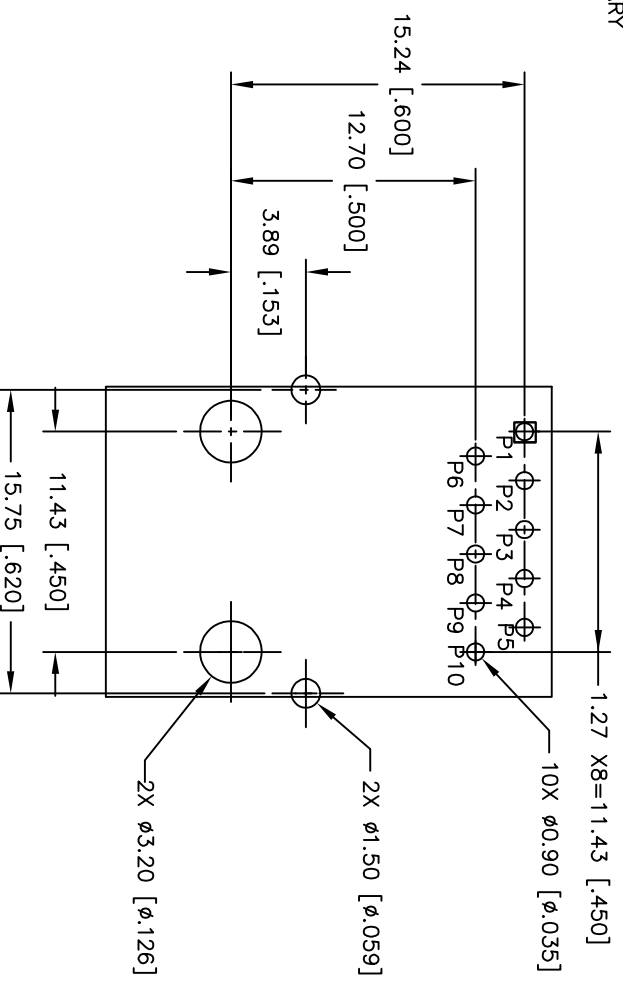 RY
15.24 [.600]
12.70 [.500]
3.89 [.153]
P1
P2
P3
P4
P5
P6
P7
P8
P9
P10
1.27 X8=11.43 [.450]
10X ø0.90 [ø.035]
2X ø1.50 [ø.059]
2X ø3.20 [ø.126]
11.43 [.450]
15.75 [.620]